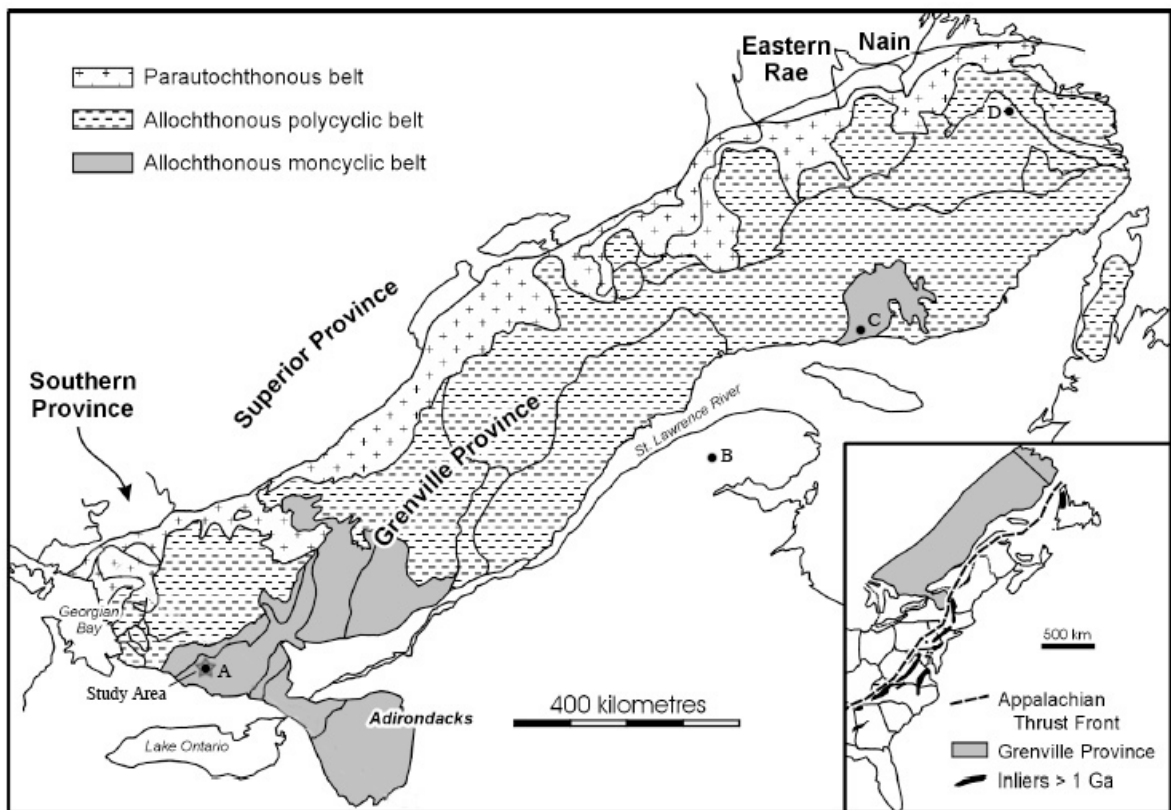 Parautochthonous belt
Allochthonous polycyclic belt
Allochthonous moncyclic belt
Eastern
Rae
Nain
D
Superior Province
Southern
Province
Grenville Province
C
St. Lawrence River
B
Georgian
Bay
A
Study Area
Adirondacks
Lake Ontario
400 kilometres
500 km
Appalachian
Thrust Front
Grenville Province
Inliers > 1 Ga